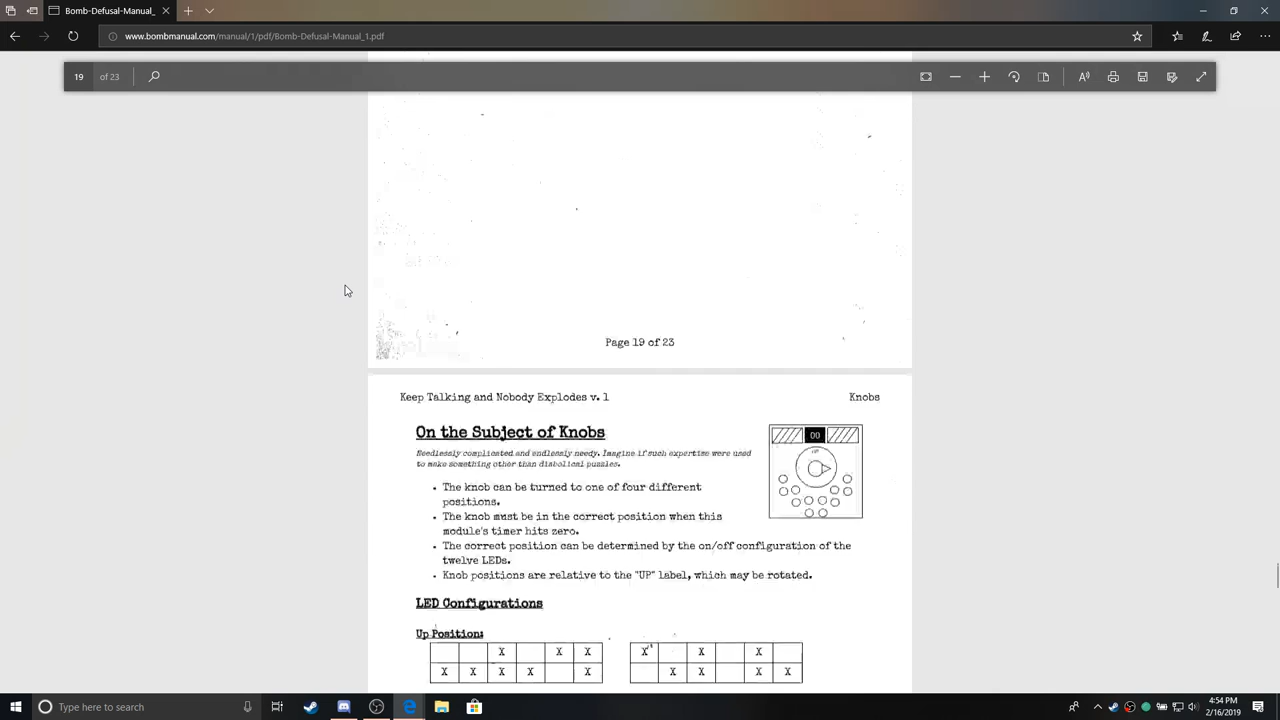 Bomb-Defusal-Manual_
www.bombmanual.com/manual/1/pdf/Bomb-Defusal-Manual_1.pdf
19 of 23
Page 19 of 23
Keep Talking and Nobody Explodes v. 1
Knobs
On the Subject of Knobs
Needlessly complicated and endlessly needy. Imagine if such expertise were used
to make something other than diabolical puzzles.
00
UP
• The knob can be turned to one of four different
positions.
• The knob must be in the correct position when this
module's timer hits zero.
• The correct position can be determined by the on/off configuration of the
twelve LEDs.
• Knob positions are relative to the "UP" label, which may be rotated.
LED Configurations
Up Position:
X X X X X X
X X X X X X X X X
Type here to search
4:54 PM
2/16/2019